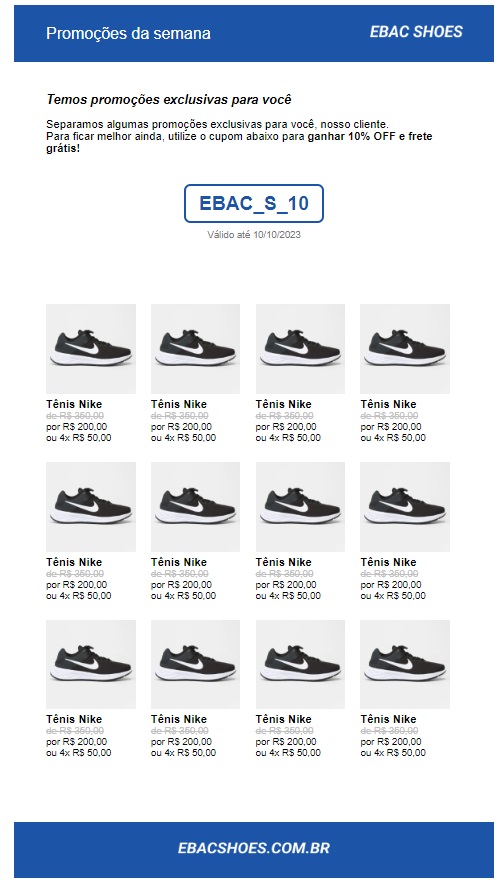 Promoções da semana
EBAC SHOES
Temos promoções exclusivas para você
Separamos algumas promoções exclusivas para você, nosso cliente.
Para ficar melhor ainda, utilize o cupom abaixo para ganhar 10% OFF e frete
grátis!
EBAC_S_10
Válido até 10/10/2023
Tênis Nike
de R$ 350,00
por R$ 200,00
ou 4x R$ 50,00
Tênis Nike
de R$ 350,00
por R$ 200,00
ou 4x R$ 50,00
Tênis Nike
de R$ 350,00
por R$ 200,00
ou 4x R$ 50,00
Tênis Nike
de R$ 350,00
por R$ 200,00
ou 4x R$ 50,00
Tênis Nike
de R$ 350,00
por R$ 200,00
ou 4x R$ 50,00
Tênis Nike
de R$ 350,00
por R$ 200,00
ou 4x R$ 50,00
Tênis Nike
de R$ 350,00
por R$ 200,00
ou 4x R$ 50,00
Tênis Nike
de R$ 350,00
por R$ 200,00
ou 4x R$ 50,00
Tênis Nike
de R$ 350,00
por R$ 200,00
ou 4x R$ 50,00
Tênis Nike
de R$ 350,00
por R$ 200,00
ou 4x R$ 50,00
Tênis Nike
de R$ 350,00
por R$ 200,00
ou 4x R$ 50,00
Tênis Nike
de R$ 350,00
por R$ 200,00
ou 4x R$ 50,00
EBACSHOES.COM.BR